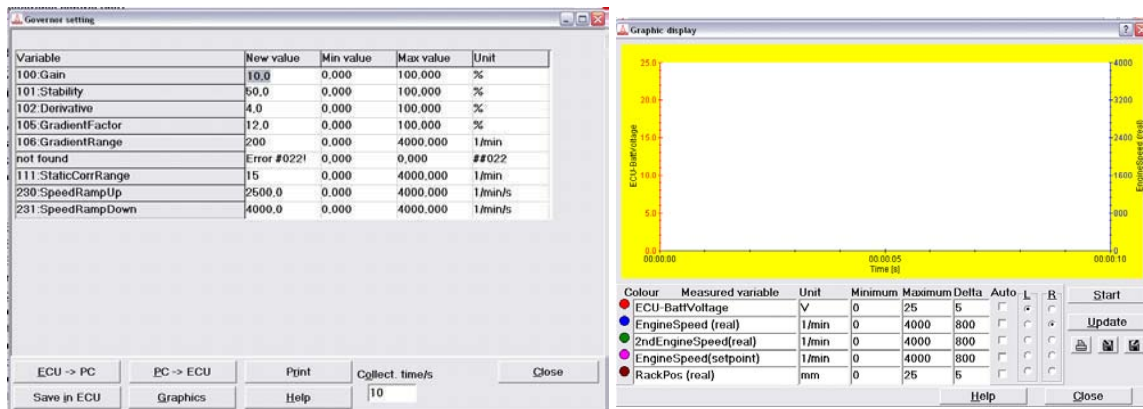 Governor setting
Variable New value Min value Max value Unit
100:Gain 10,0 0,000 100,000 %
101:Stability 50,0 0,000 100,000 %
102:Derivative 4,0 0,000 100,000 %
105:GradientFactor 12,0 0,000 100,000 %
106:GradientRange 200 0,000 4000,000 1/min
not found Error #022! 0,000 0,000 ##022
111:StaticCorrRange 15 0,000 4000,000 1/min
230:SpeedRampUp 2500,0 0,000 4000,000 1/min/s
231:SpeedRampDown 4000,0 0,000 4000,000 1/min/s
ECU -> PC PC -> ECU Print Collect. time/s Close
Save in ECU Graphics Help 10
Graphic display
25.0 4000
20.0 3200
15.0 2400
10.0 1600
5.0 800
0.0 0
ECU-BattVoltage
EngineSpeed (real)
00:00:00 00:00:05 00:00:10
Time [s]
Colour Measured variable Unit Minimum Maximum Delta Auto L R
ECU-BattVoltage V 0 25 5
EngineSpeed (real) 1/min 0 4000 800
2ndEngineSpeed(real) 1/min 0 4000 800
EngineSpeed(setpoint) 1/min 0 4000 800
RackPos (real) mm 0 25 5
Start
Update
Help Close